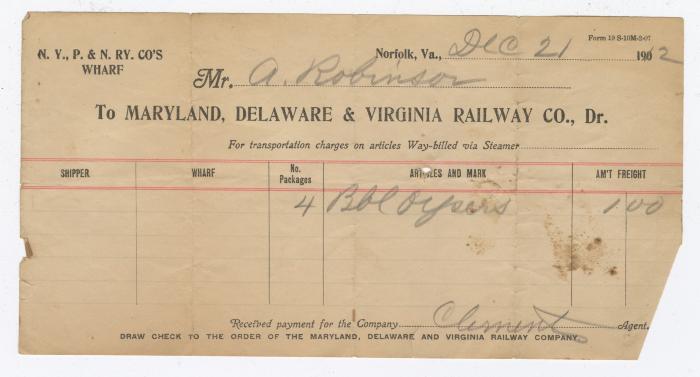 Form 19 S-10M-2-07
N. Y., P. & N. RY. CO'S
WHARF
Norfolk, Va., Dec 21 1912
Mr. A. Robinson
To MARYLAND, DELAWARE & VIRGINIA RAILWAY CO., Dr.
For transportation charges on articles Way-billed via Steamer
SHIPPER WHARF No. Packages ARTICLES AND MARK AM'T FREIGHT
4 Bbl Oysters 1 00
Received payment for the Company Clement Agent.
DRAW CHECK TO THE ORDER OF THE MARYLAND, DELAWARE AND VIRGINIA RAILWAY COMPANY